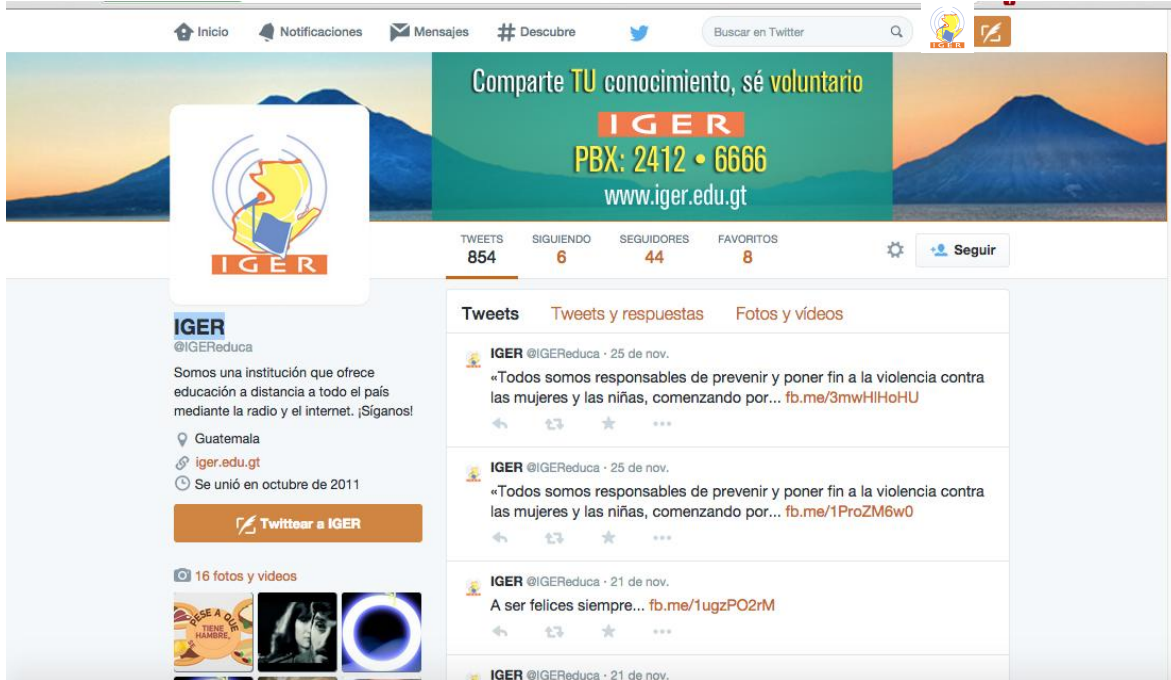 Inicio Notificaciones Mensajes Descubre Buscar en Twitter IGER
Comparte TU conocimiento, sé voluntario
IGER
PBX: 2412 • 6666
www.iger.edu.gt
IGER
TWEETS SIGUIENDO SEGUIDORES FAVORITOS
854 6 44 8
Seguir
IGER
@IGEReduca
Somos una institución que ofrece
educación a distancia a todo el país
mediante la radio y el internet. ¡Síganos!
Guatemala
iger.edu.gt
Se unió en octubre de 2011
Twittear a IGER
16 fotos y videos
PESE A QUE
TIENE
HAMBRE,
Tweets Tweets y respuestas Fotos y vídeos
IGER @IGEReduca · 25 de nov.
«Todos somos responsables de prevenir y poner fin a la violencia contra
las mujeres y las niñas, comenzando por... fb.me/3mwHlHoHU
IGER @IGEReduca · 25 de nov.
«Todos somos responsables de prevenir y poner fin a la violencia contra
las mujeres y las niñas, comenzando por... fb.me/1ProZM6w0
IGER @IGEReduca · 21 de nov.
A ser felices siempre... fb.me/1ugzPO2rM
IGER @IGEReduca · 21 de nov.